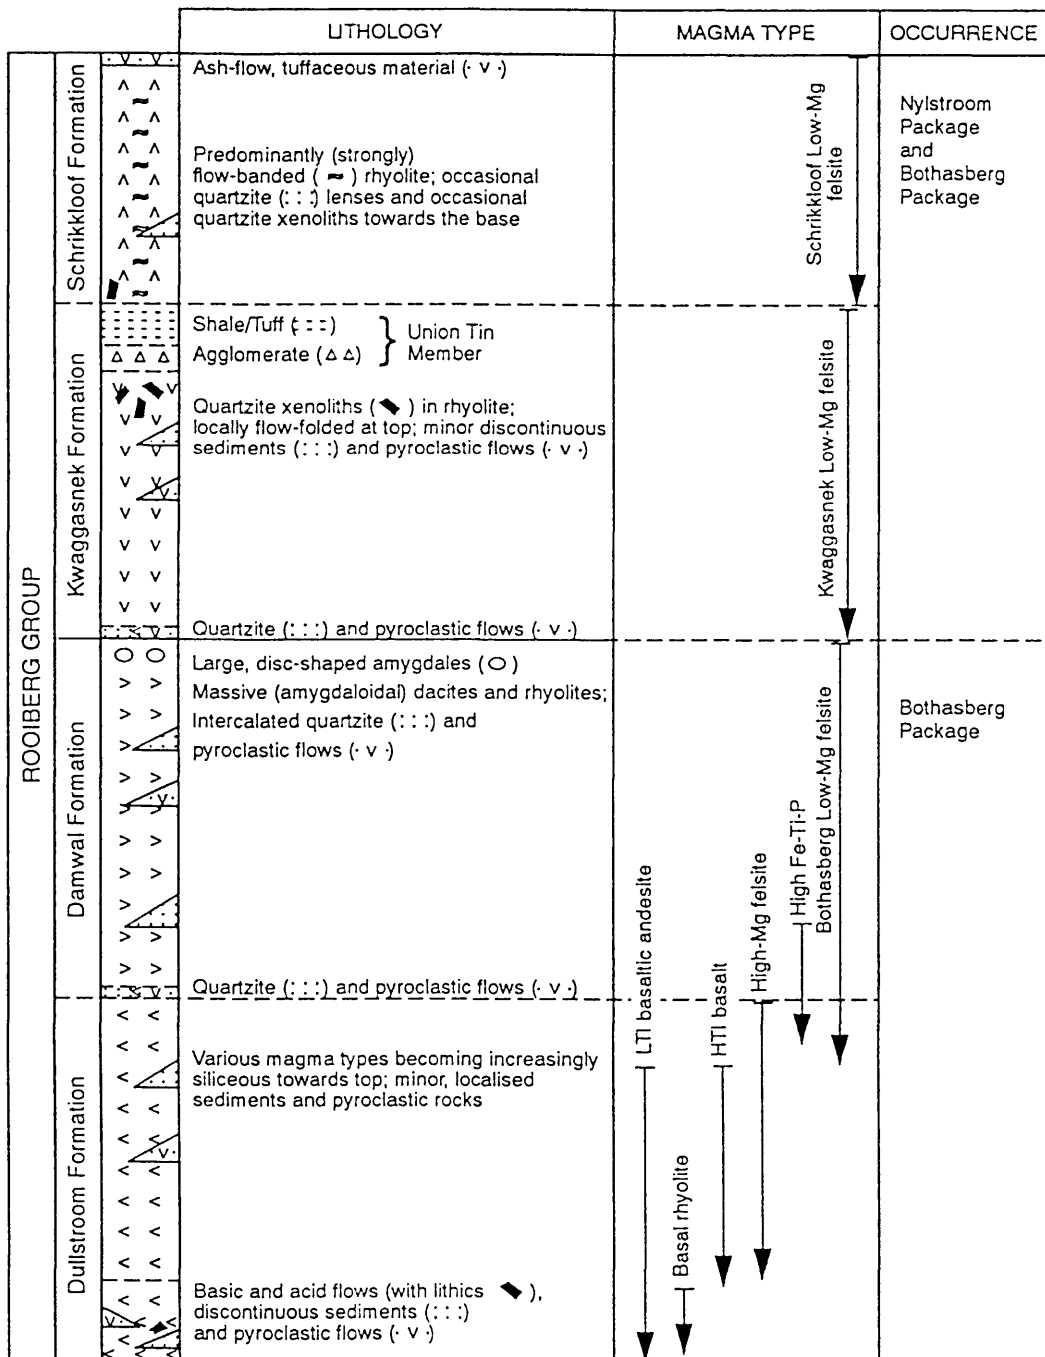 LITHOLOGY
MAGMA TYPE
OCCURRENCE
ROOIBERG GROUP
Schrikkloof Formation
Ash-flow, tuffaceous material (· v ·)
Predominantly (strongly)
flow-banded ( ≈ ) rhyolite; occasional
quartzite (: : :) lenses and occasional
quartzite xenoliths towards the base
Schrikkloof Low-Mg
felsite
Nylstroom
Package
and
Bothasberg
Package
Kwaggasnek Formation
Shale/Tuff (: : :)
Agglomerate (Δ Δ)
Union Tin
Member
Quartzite xenoliths ( ) in rhyolite;
locally flow-folded at top; minor discontinuous
sediments (: : :) and pyroclastic flows (· v ·)
Quartzite (: : :) and pyroclastic flows (· v ·)
Kwaggasnek Low-Mg felsite
Damwal Formation
Large, disc-shaped amygdales (O)
Massive (amygdaloidal) dacites and rhyolites;
Intercalated quartzite (: : :) and
pyroclastic flows (· v ·)
Quartzite (: : :) and pyroclastic flows (· v ·)
LTI basaltic andesite
HTI basalt
High-Mg felsite
High Fe-Ti-P
Bothasberg Low-Mg felsite
Bothasberg
Package
Dullstroom Formation
Various magma types becoming increasingly
siliceous towards top; minor, localised
sediments and pyroclastic rocks
Basic and acid flows (with lithics ),
discontinuous sediments (: : :)
and pyroclastic flows (· v ·)
Basal rhyolite